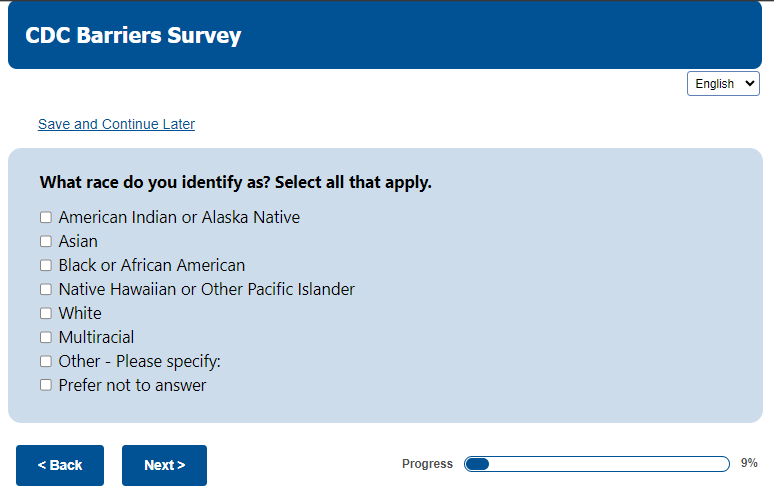 CDC Barriers Survey
English
Save and Continue Later
What race do you identify as? Select all that apply.
American Indian or Alaska Native
Asian
Black or African American
Native Hawaiian or Other Pacific Islander
White
Multiracial
Other - Please specify:
Prefer not to answer
< Back Next > Progress 9%